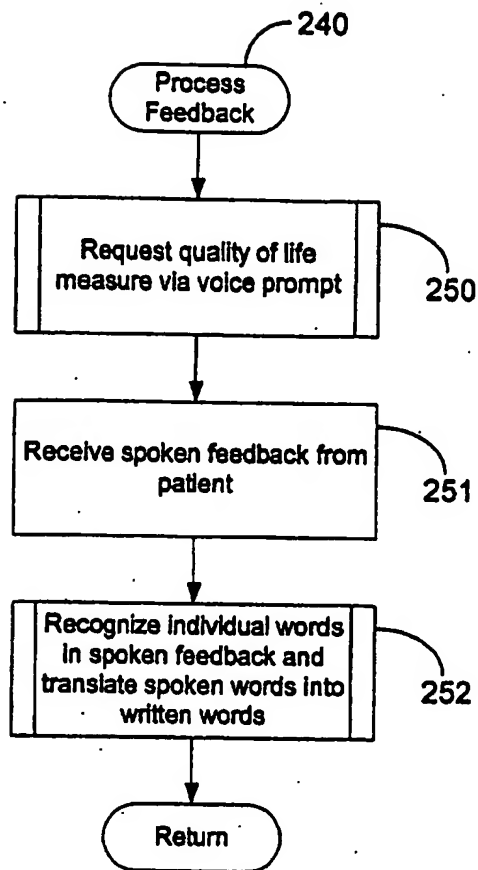 240
Process
Feedback
Request quality of life
measure via voice prompt
250
Receive spoken feedback from
patient
251
Recognize individual words
in spoken feedback and
translate spoken words into
written words
252
Return